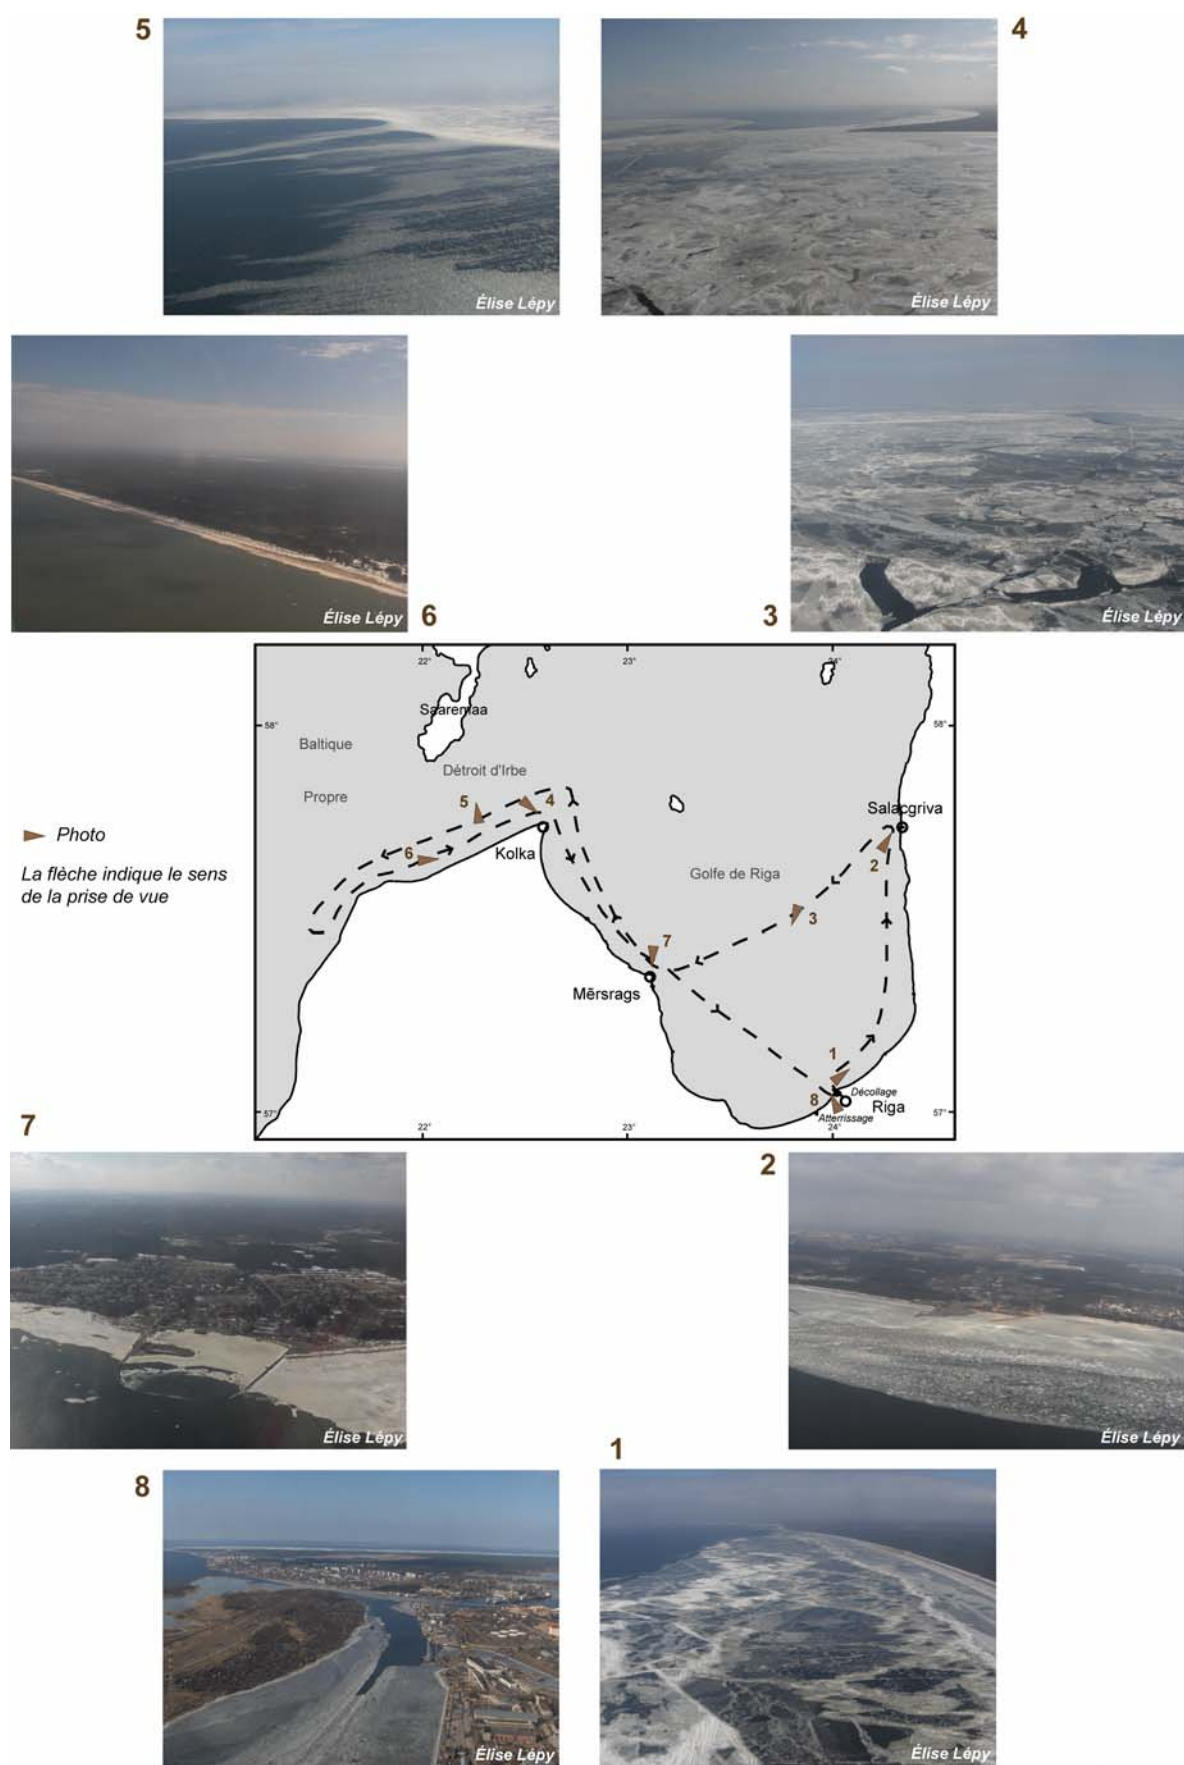 5
4
Élise Lépy
Élise Lépy
Élise Lépy
6
3
Élise Lépy
22°
23°
24°
Saaremaa
58°
58°
Baltique
Propre
Détroit d'Irbe
5
4
Salacgriva
Photo
La flèche indique le sens
de la prise de vue
6
Kolka
2
Golfe de Riga
3
7
Mērsrags
1
Décollage
8
Riga
Atterrissage
57°
57°
22°
23°
24°
7
2
Élise Lépy
Élise Lépy
8
1
Élise Lépy
Élise Lépy